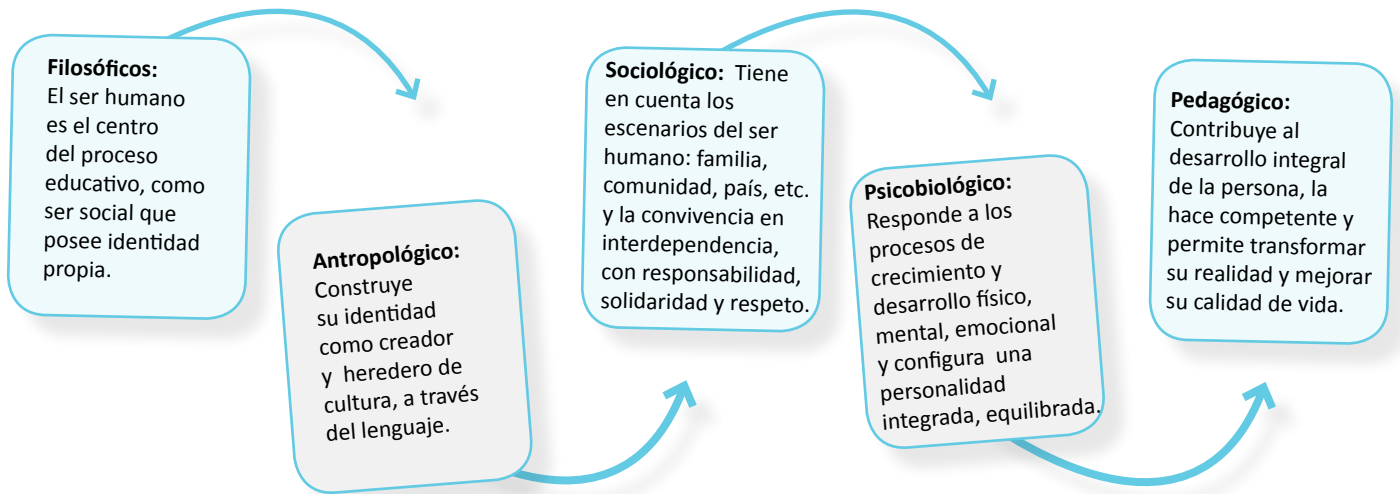 Filosóficos:
El ser humano
es el centro
del proceso
educativo, como
ser social que
posee identidad
propia.
Antropológico:
Construye
su identidad
como creador
y heredero de
cultura, a través
del lenguaje.
Sociológico: Tiene
en cuenta los
escenarios del ser
humano: familia,
comunidad, país, etc.
y la convivencia en
interdependencia,
con responsabilidad,
solidaridad y respeto.
Psicobiológico:
Responde a los
procesos de
crecimiento y
desarrollo físico,
mental, emocional
y configura una
personalidad
integrada, equilibrada.
Pedagógico:
Contribuye al
desarrollo integral
de la persona, la
hace competente y
permite transformar
su realidad y mejorar
su calidad de vida.